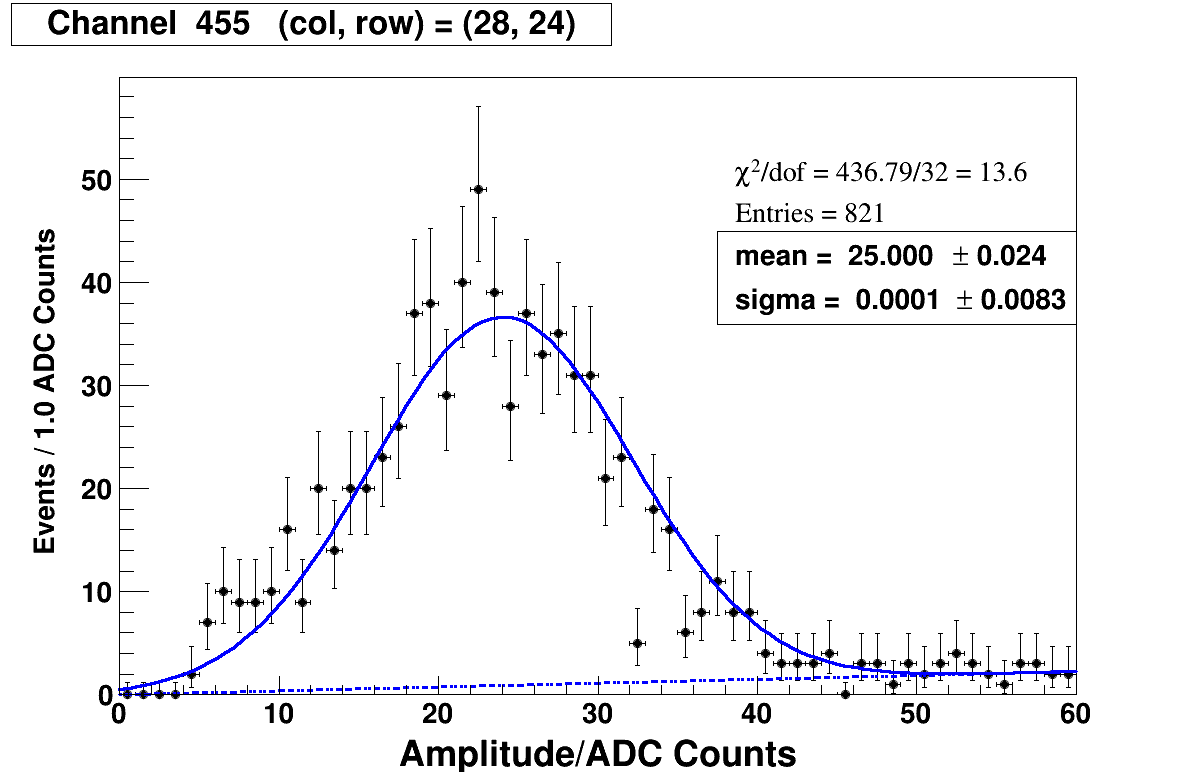 Channel 455 (col, row) = (28, 24)
χ²/dof = 436.79/32 = 13.6
Entries = 821
mean = 25.000 ± 0.024
sigma = 0.0001 ± 0.0083
Events / 1.0 ADC Counts
50
40
30
20
10
0
0 10 20 30 40 50 60
Amplitude/ADC Counts